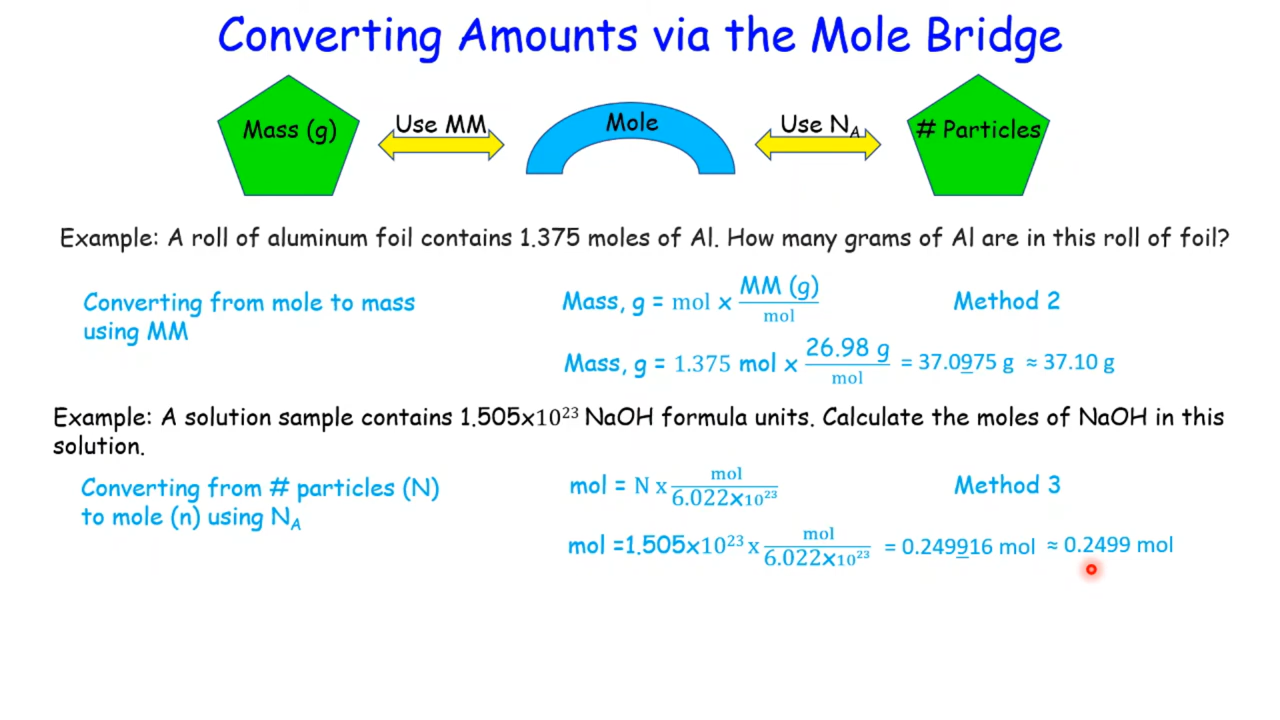 Converting Amounts via the Mole Bridge
Mass (g) Use MM Mole Use N_A # Particles
Example: A roll of aluminum foil contains 1.375 moles of Al. How many grams of Al are in this roll of foil?
Converting from mole to mass
using MM
Mass, g = mol x MM (g)/mol Method 2
Mass, g = 1.375 mol x 26.98 g/mol = 37.0975 g ≈ 37.10 g
Example: A solution sample contains 1.505x10²³ NaOH formula units. Calculate the moles of NaOH in this
solution.
Converting from # particles (N)
to mole (n) using N_A
mol = N x mol/6.022x10²³ Method 3
mol =1.505x10²³ x mol/6.022x10²³ = 0.249916 mol ≈ 0.2499 mol